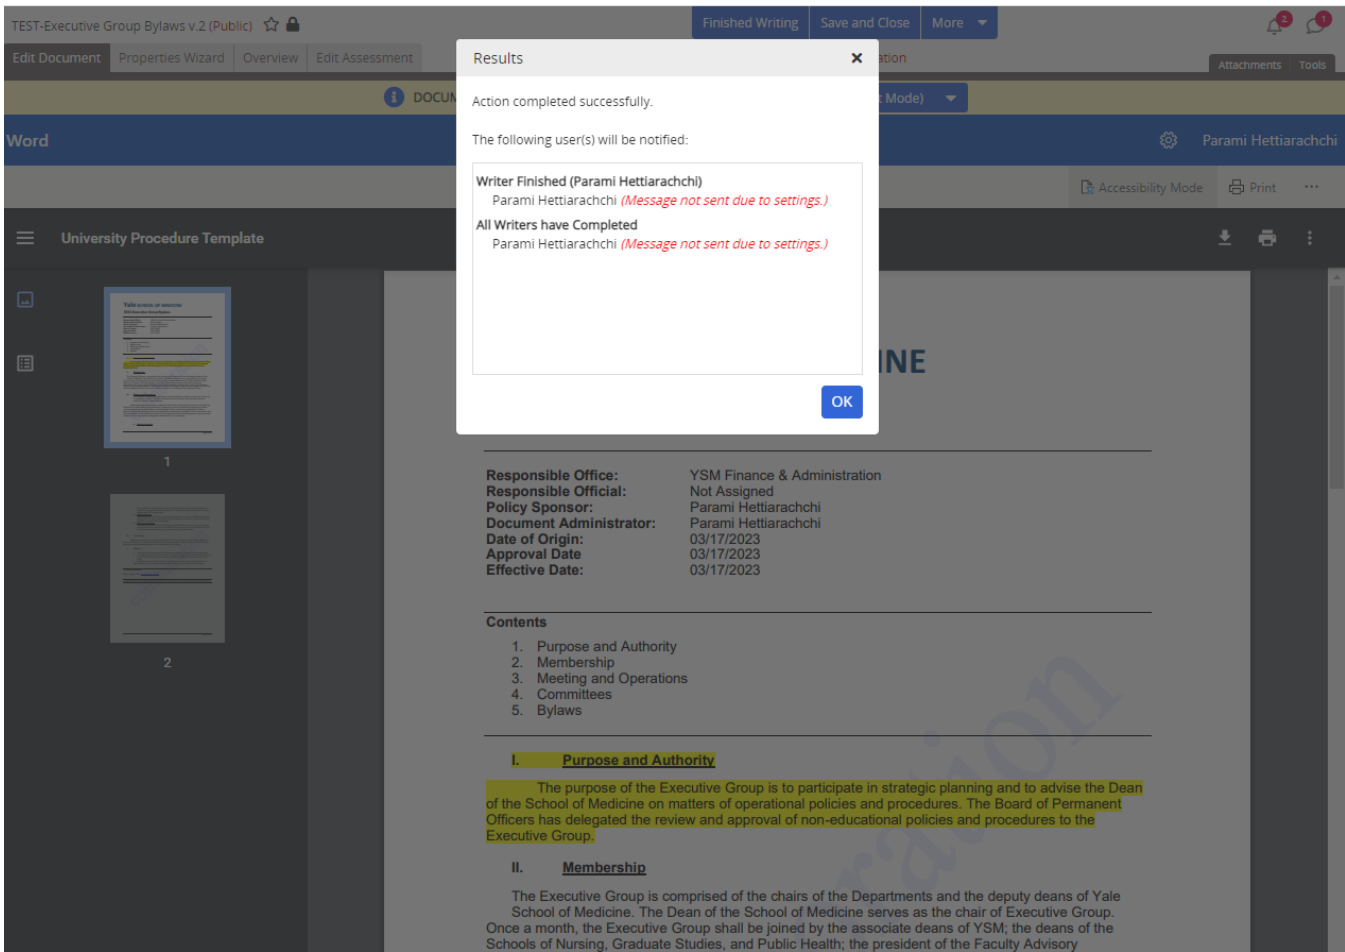 TEST-Executive Group Bylaws v.2 (Public)
Finished Writing Save and Close More
2 1
Edit Document Properties Wizard Overview Edit Assessment
ation
Attachments Tools
DOCUM
t Mode)
Results
Action completed successfully.
The following user(s) will be notified:
Writer Finished (Parami Hettiarachchi)
Parami Hettiarachchi (Message not sent due to settings.)
All Writers have Completed
Parami Hettiarachchi (Message not sent due to settings.)
OK
Word
Parami Hettiarachchi
Accessibility Mode Print
University Procedure Template
1
2
INE
Responsible Office: YSM Finance & Administration
Responsible Official: Not Assigned
Policy Sponsor: Parami Hettiarachchi
Document Administrator: Parami Hettiarachchi
Date of Origin: 03/17/2023
Approval Date 03/17/2023
Effective Date: 03/17/2023
Contents
1. Purpose and Authority
2. Membership
3. Meeting and Operations
4. Committees
5. Bylaws
I. Purpose and Authority
The purpose of the Executive Group is to participate in strategic planning and to advise the Dean
of the School of Medicine on matters of operational policies and procedures. The Board of Permanent
Officers has delegated the review and approval of non-educational policies and procedures to the
Executive Group.
II. Membership
The Executive Group is comprised of the chairs of the Departments and the deputy deans of Yale
School of Medicine. The Dean of the School of Medicine serves as the chair of Executive Group.
Once a month, the Executive Group shall be joined by the associate deans of YSM; the deans of the
Schools of Nursing, Graduate Studies, and Public Health; the president of the Faculty Advisory
ration